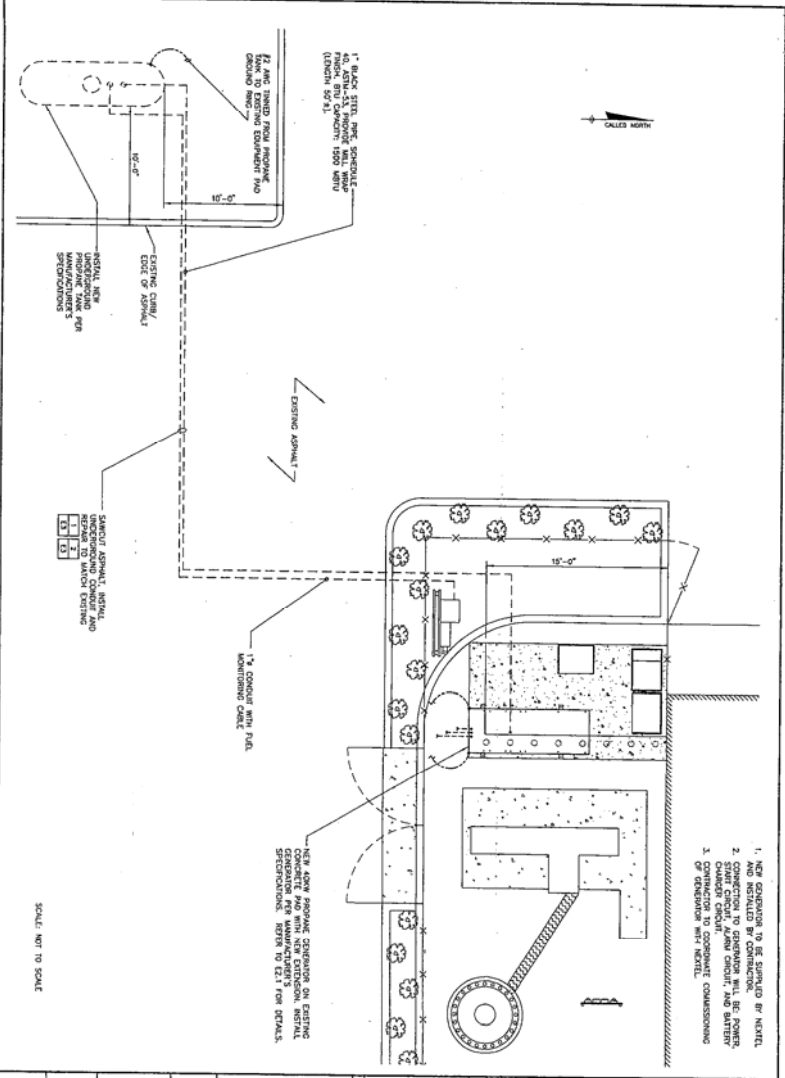 1. NEW GENERATOR TO BE SUPPLIED BY NEXTEL
AND INSTALLED BY CONTRACTOR.
2. CONNECTION TO GENERATOR WILL BE: POWER,
START CIRCUIT, ALARM CIRCUIT, AND BATTERY
CHARGER CIRCUIT.
3. CONTRACTOR TO COORDINATE COMMISSIONING
OF GENERATOR WITH NEXTEL.
CALLED NORTH
1" BLACK STEEL PIPE, SCHEDULE
40, ASTM-53, PROVIDE MILL WRAP
FINISH. BTU CAPACITY: 1500 MBTU
(LENGTH 50'±).
#2 AWG TINNED FROM PROPANE
TANK TO EXISTING EQUIPMENT PAD
GROUND RING
10'-0"
10'-0"
EXISTING CURB/
EDGE OF ASPHALT
INSTALL NEW
UNDERGROUND
PROPANE TANK PER
MANUFACTURER'S
SPECIFICATIONS
EXISTING ASPHALT
15'-0"
SAWCUT ASPHALT, INSTALL
UNDERGROUND CONDUIT AND
REPAIR TO MATCH EXISTING
1 2
E3 E3
1"ø CONDUIT WITH FUEL
MONITORING CABLE
NEW 40KW PROPANE GENERATOR ON EXISTING
CONCRETE PAD WITH NEW EXTENSION. INSTALL
GENERATOR PER MANUFACTURER'S
SPECIFICATIONS. REFER TO E2.1 FOR DETAILS.
SCALE: NOT TO SCALE